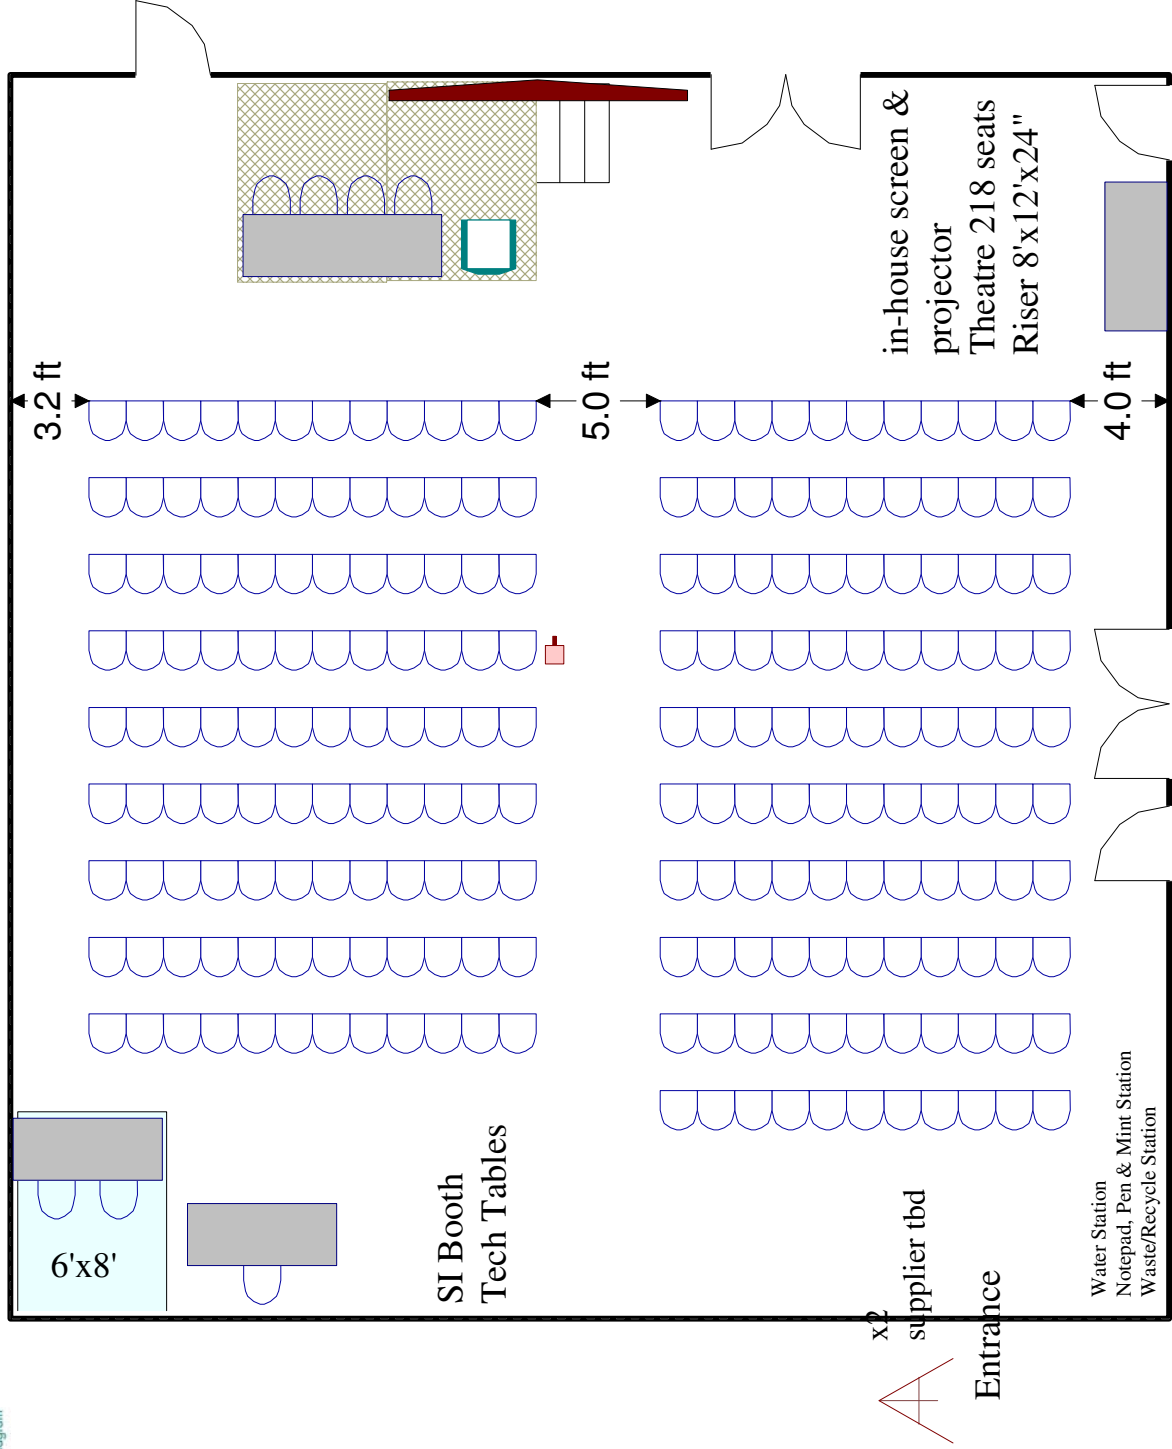 3.2 ft
5.0 ft
4.0 ft
in-house screen &
projector
Theatre 218 seats
Riser 8'x12'x24"
6'x8'
SI Booth
Tech Tables
x2
supplier tbd
Entrance
Water Station
Notepad, Pen & Mint Station
Waste/Recycle Station